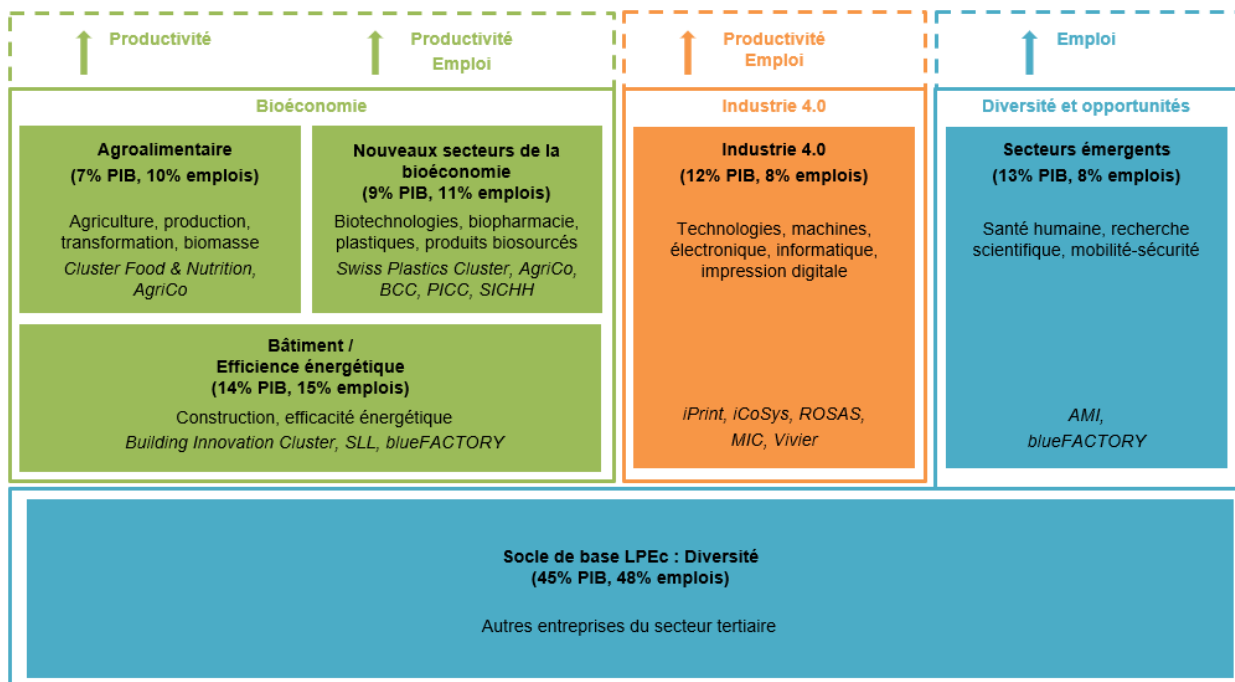 Productivité
Productivité
Emploi
Productivité
Emploi
Emploi
Bioéconomie
Agroalimentaire
(7% PIB, 10% emplois)
Agriculture, production,
transformation, biomasse
Cluster Food & Nutrition,
AgriCo
Nouveaux secteurs de la
bioéconomie
(9% PIB, 11% emplois)
Biotechnologies, biopharmacie,
plastiques, produits biosourcés
Swiss Plastics Cluster, AgriCo,
BCC, PICC, SICHH
Bâtiment /
Efficience énergétique
(14% PIB, 15% emplois)
Construction, efficacité énergétique
Building Innovation Cluster, SLL, blueFACTORY
Industrie 4.0
Industrie 4.0
(12% PIB, 8% emplois)
Technologies, machines,
électronique, informatique,
impression digitale
iPrint, iCoSys, ROSAS,
MIC, Vivier
Diversité et opportunités
Secteurs émergents
(13% PIB, 8% emplois)
Santé humaine, recherche
scientifique, mobilité-sécurité
AMI,
blueFACTORY
Socle de base LPEc : Diversité
(45% PIB, 48% emplois)
Autres entreprises du secteur tertiaire